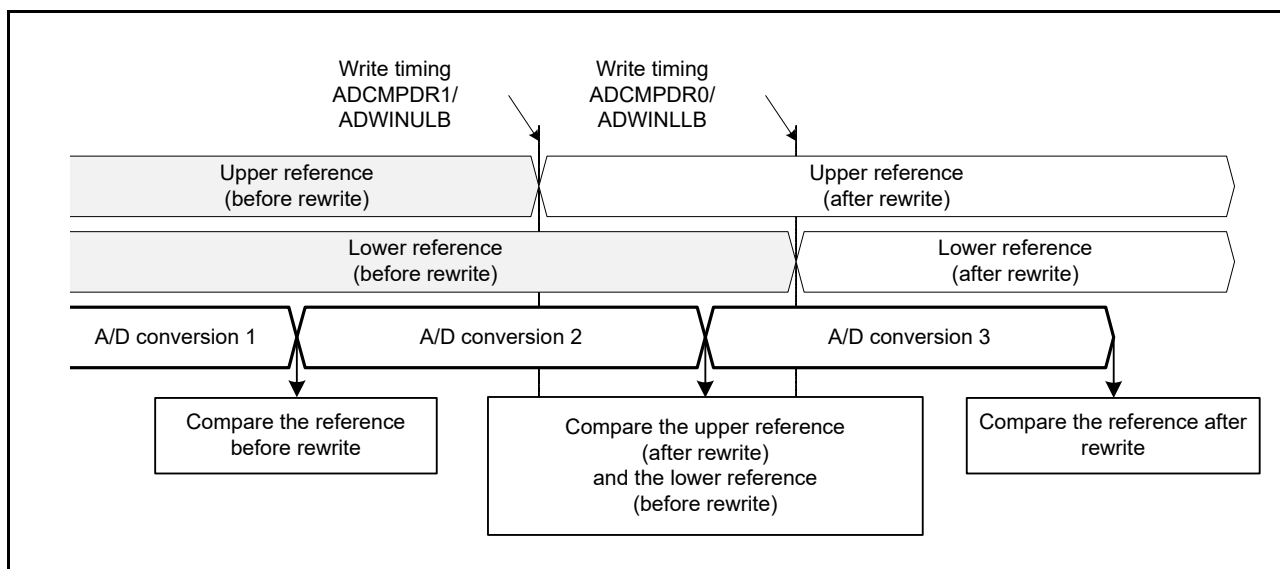 Write timing
ADCMPDR1/
ADWINULB
Write timing
ADCMPDR0/
ADWINLLB
Upper reference
(before rewrite)
Upper reference
(after rewrite)
Lower reference
(before rewrite)
Lower reference
(after rewrite)
A/D conversion 1
A/D conversion 2
A/D conversion 3
Compare the reference
before rewrite
Compare the upper reference
(after rewrite)
and the lower reference
(before rewrite)
Compare the reference after
rewrite